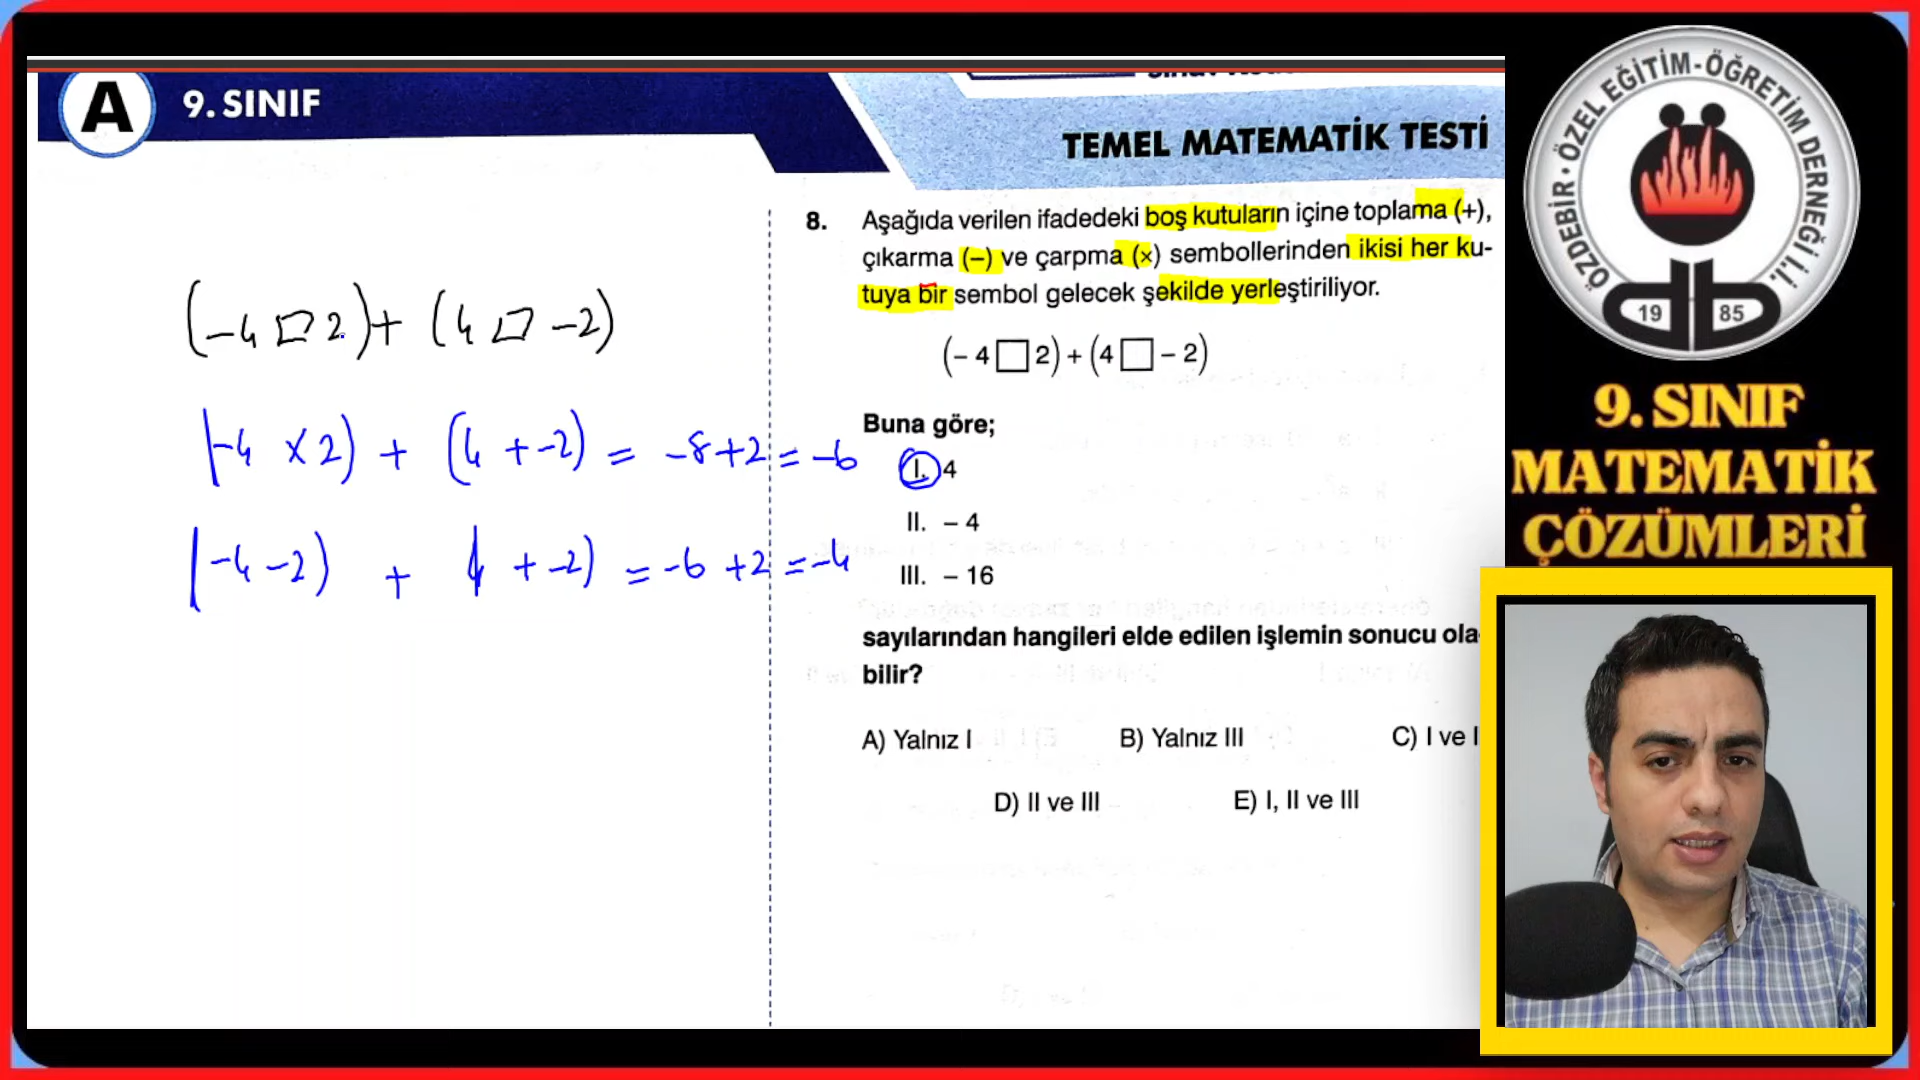 A 9. SINIF
TEMEL MATEMATİK TESTİ
(-4 □ 2) + (4 □ -2)
(-4 x 2) + (4 + -2) = -8+2 = -6
(-4 -2) + (4 + -2) = -6 +2 = -4
8. Aşağıda verilen ifadedeki boş kutuların içine toplama (+),
çıkarma (–) ve çarpma (×) sembollerinden ikisi her ku-
tuya bir sembol gelecek şekilde yerleştiriliyor.
(– 4 □ 2) + (4 □ – 2)
Buna göre;
I. 4
II. – 4
III. – 16
sayılarından hangileri elde edilen işlemin sonucu ola-
bilir?
A) Yalnız I B) Yalnız III C) I ve I
D) II ve III E) I, II ve III
ÖZDEBİR • ÖZEL EĞİTİM-ÖĞRETİM DERNEĞİ
19 85
9. SINIF
MATEMATİK
ÇÖZÜMLERİ